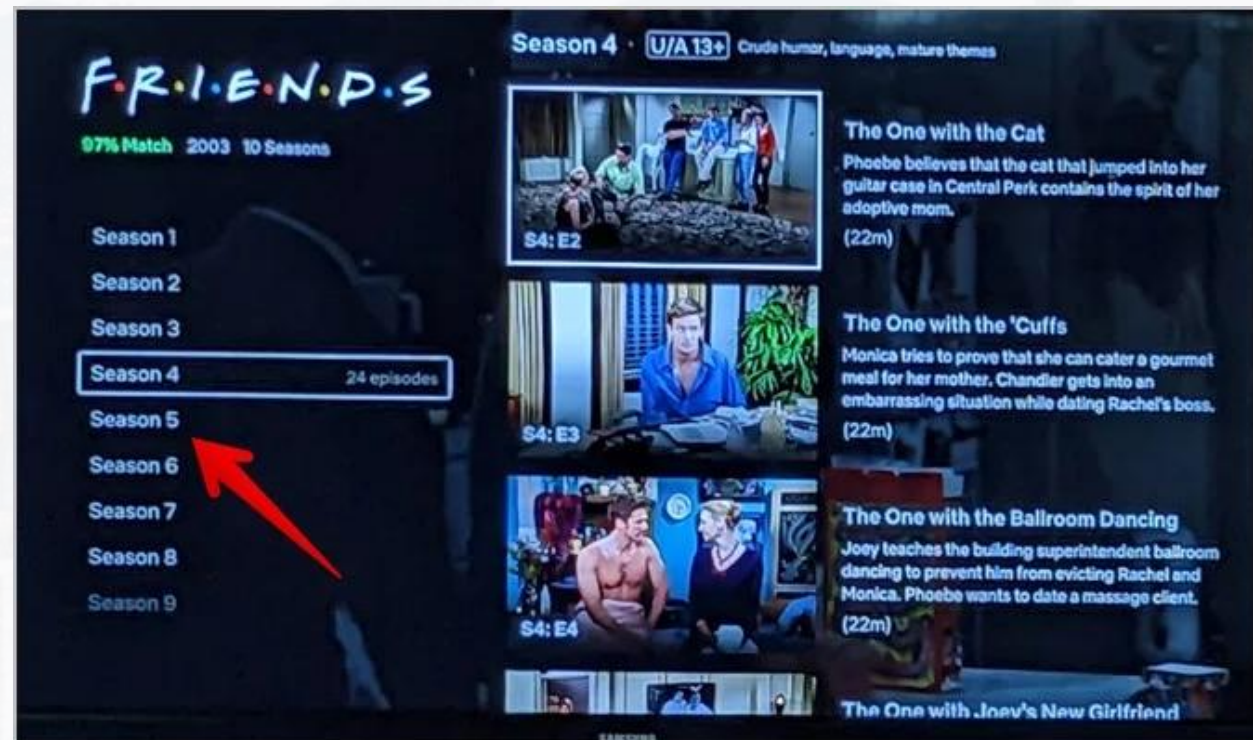 F·R·I·E·N·D·S
97% Match 2003 10 Seasons
Season 1
Season 2
Season 3
Season 4 24 episodes
Season 5
Season 6
Season 7
Season 8
Season 9
Season 4 · U/A 13+ Crude humor, language, mature themes
S4: E2
The One with the Cat
Phoebe believes that the cat that jumped into her
guitar case in Central Perk contains the spirit of her
adoptive mom.
(22m)
S4: E3
The One with the 'Cuffs
Monica tries to prove that she can cater a gourmet
meal for her mother. Chandler gets into an
embarrassing situation while dating Rachel's boss.
(22m)
S4: E4
The One with the Ballroom Dancing
Joey teaches the building superintendent ballroom
dancing to prevent him from evicting Rachel and
Monica. Phoebe wants to date a massage client.
(22m)
The One with Joey's New Girlfriend
SAMSUNG